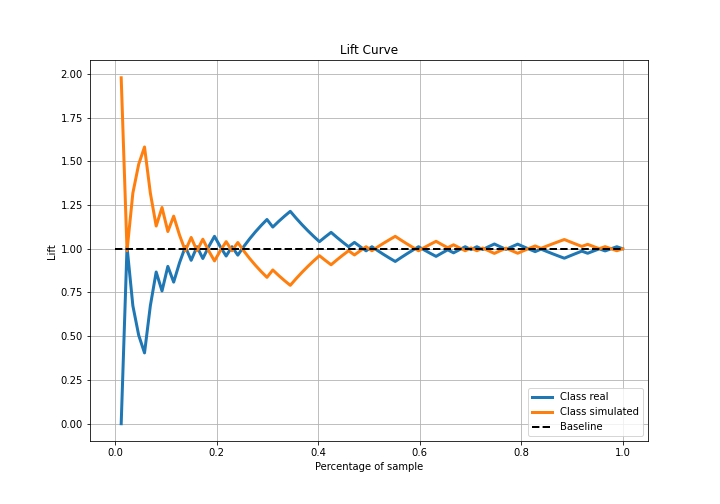 Lift Curve
2.00
1.75
1.50
1.25
1.00
0.75
0.50
0.25
0.00
Lift
0.0 0.2 0.4 0.6 0.8 1.0
Percentage of sample
Class real
Class simulated
Baseline